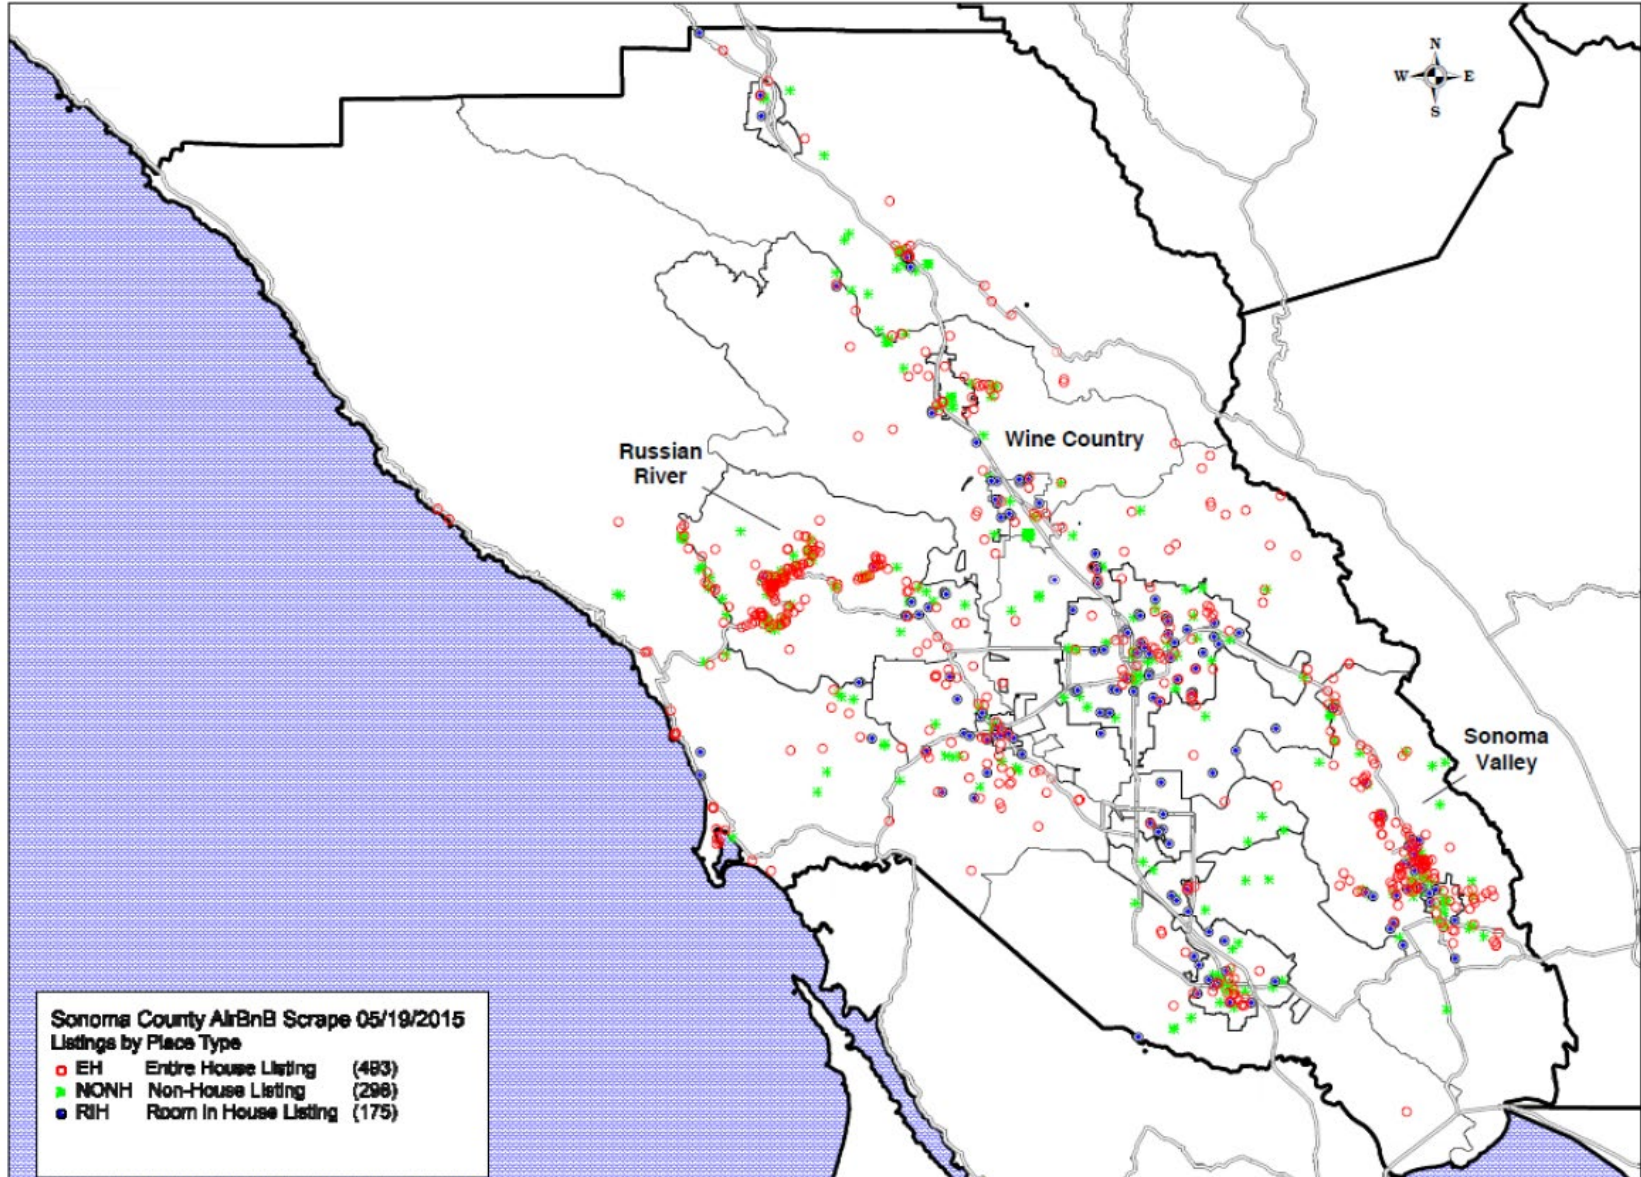 N
W E
S
Wine Country
Russian
River
Sonoma
Valley
Sonoma County AirBnB Scrape 05/19/2015
Listings by Place Type
EH Entire House Listing (493)
NONH Non-House Listing (298)
RIH Room in House Listing (175)